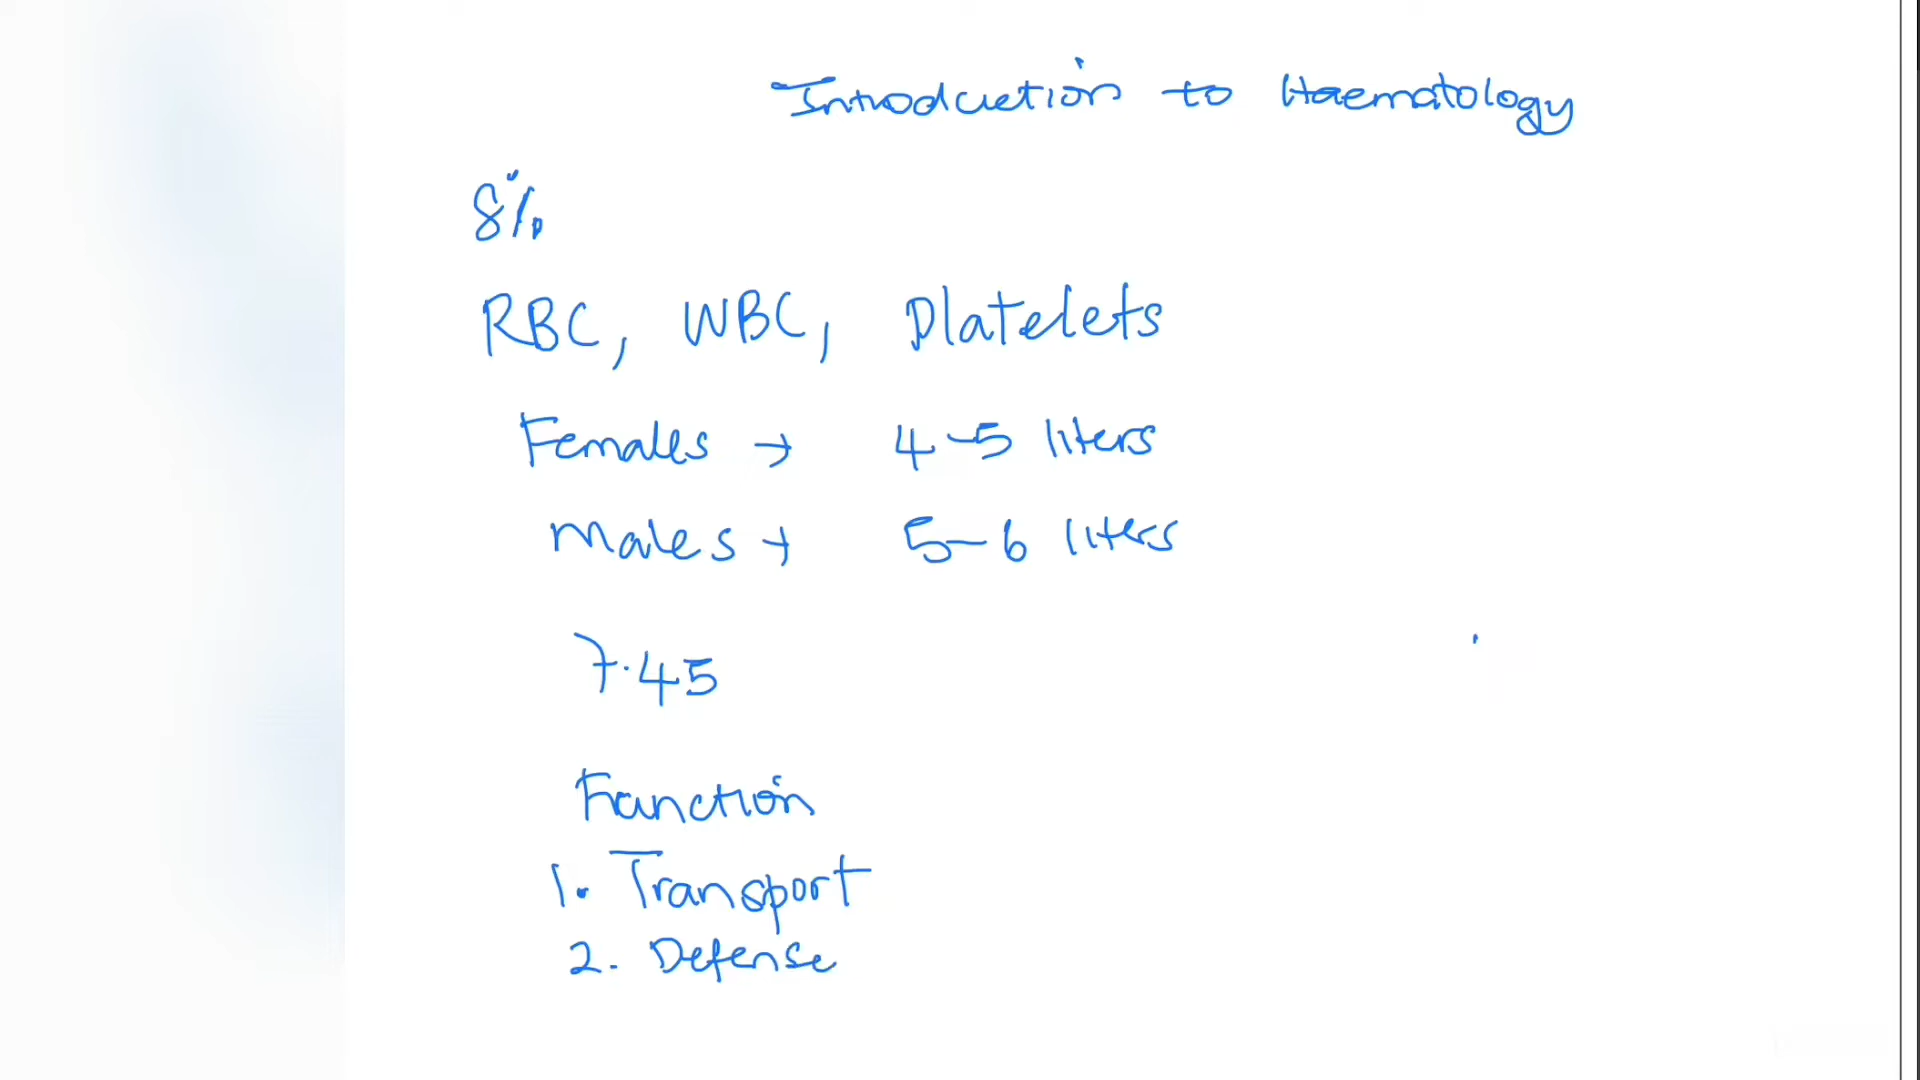 Introduction to Haematology
8%
RBC, WBC, Platelets
Females → 4-5 liters
Males → 5-6 liters
7.45
Function
1. Transport
2. Defense